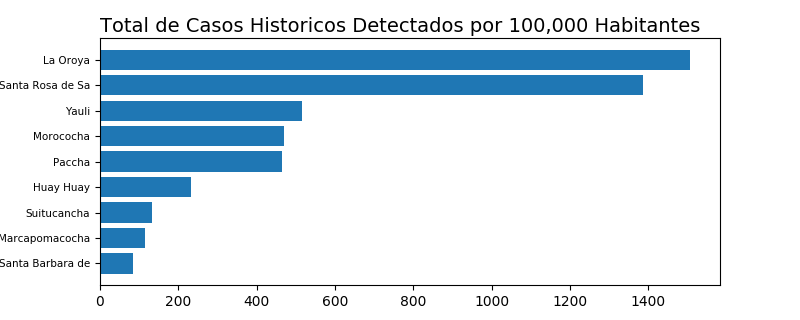 Total de Casos Historicos Detectados por 100,000 Habitantes
La Oroya
Santa Rosa de Sa
Yauli
Morococha
Paccha
Huay Huay
Suitucancha
Marcapomacocha
Santa Barbara de
0 200 400 600 800 1000 1200 1400